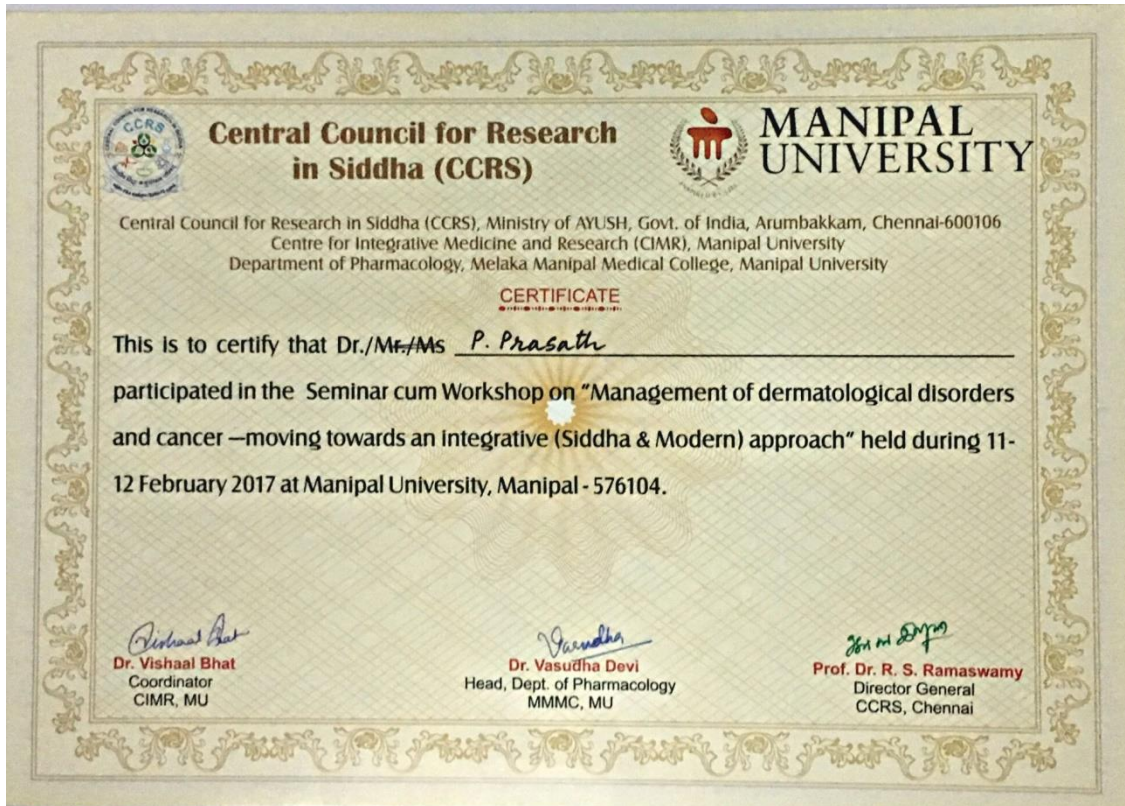 CCRS
Central Council for Research
in Siddha (CCRS)
MANIPAL
UNIVERSITY
Central Council for Research in Siddha (CCRS), Ministry of AYUSH, Govt. of India, Arumbakkam, Chennai-600106
Centre for Integrative Medicine and Research (CIMR), Manipal University
Department of Pharmacology, Melaka Manipal Medical College, Manipal University
CERTIFICATE
This is to certify that Dr./Mr./Ms P. Prasath
participated in the Seminar cum Workshop on "Management of dermatological disorders
and cancer —moving towards an integrative (Siddha & Modern) approach" held during 11-
12 February 2017 at Manipal University, Manipal - 576104.
Vishaal Bhat
Vasudha
Dr. Vishaal Bhat
Coordinator
CIMR, MU
Dr. Vasudha Devi
Head, Dept. of Pharmacology
MMMC, MU
Prof. Dr. R. S. Ramaswamy
Director General
CCRS, Chennai